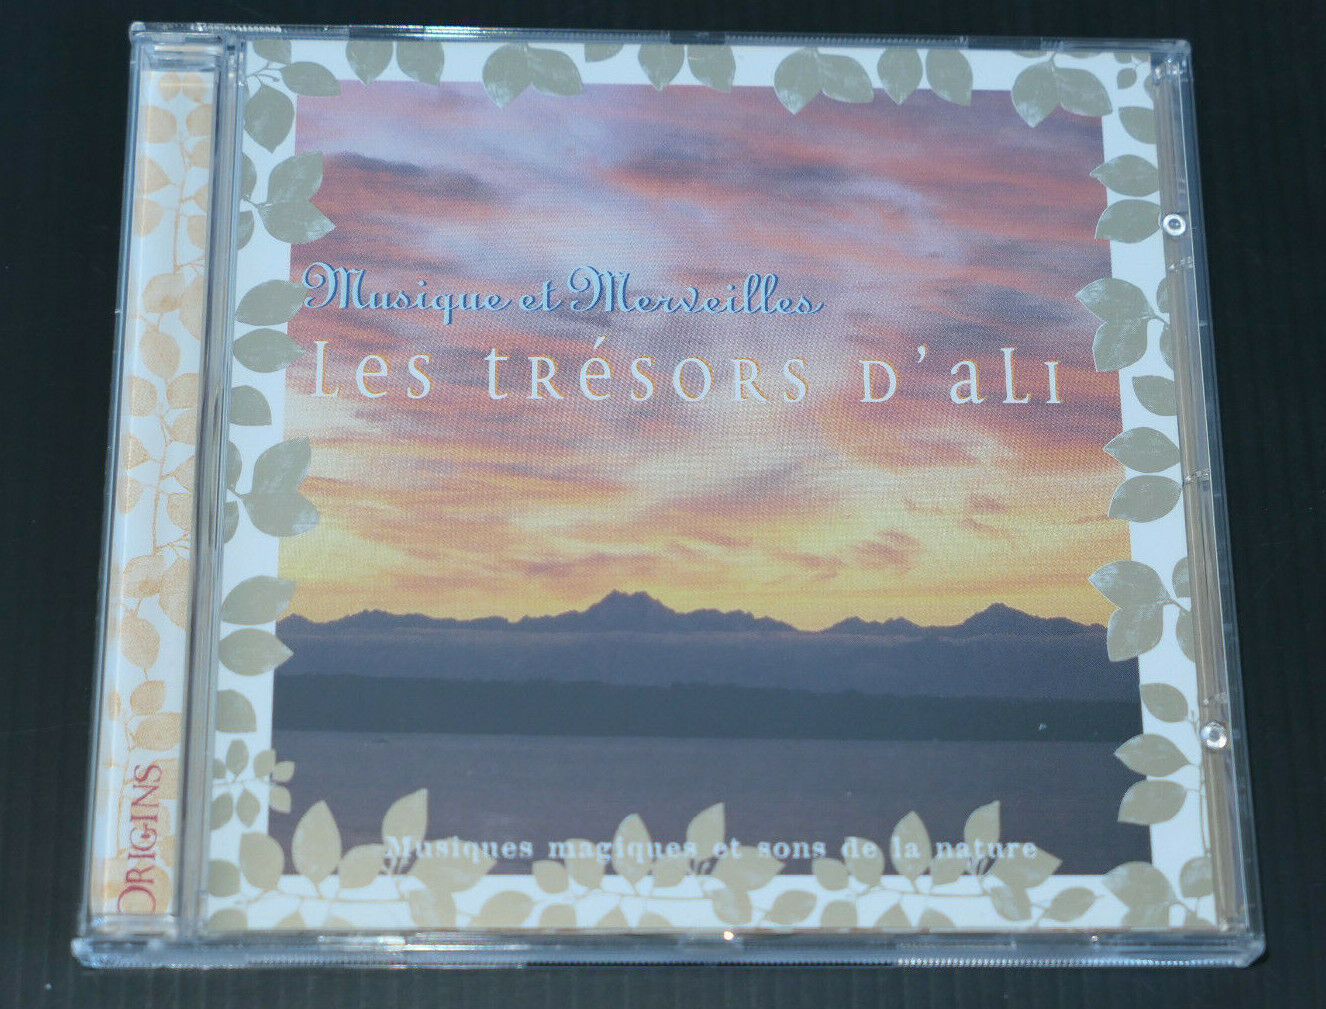 Musique et Merveilles
Les tRésORs D'aLI
Musiques magiques et sons de la nature
ORIGINS